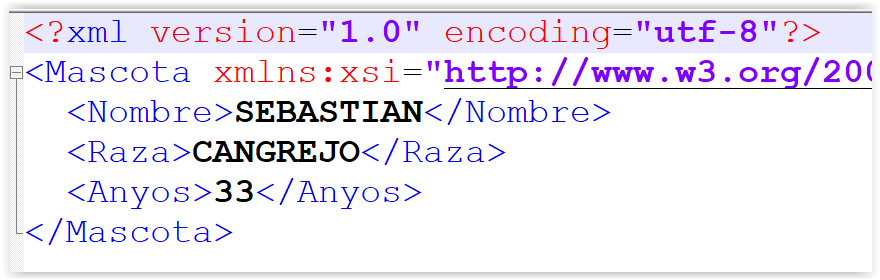 <?xml version="1.0" encoding="utf-8"?>
<Mascota xmlns:xsi="http://www.w3.org/200
<Nombre>SEBASTIAN</Nombre>
<Raza>CANGREJO</Raza>
<Anyos>33</Anyos>
</Mascota>